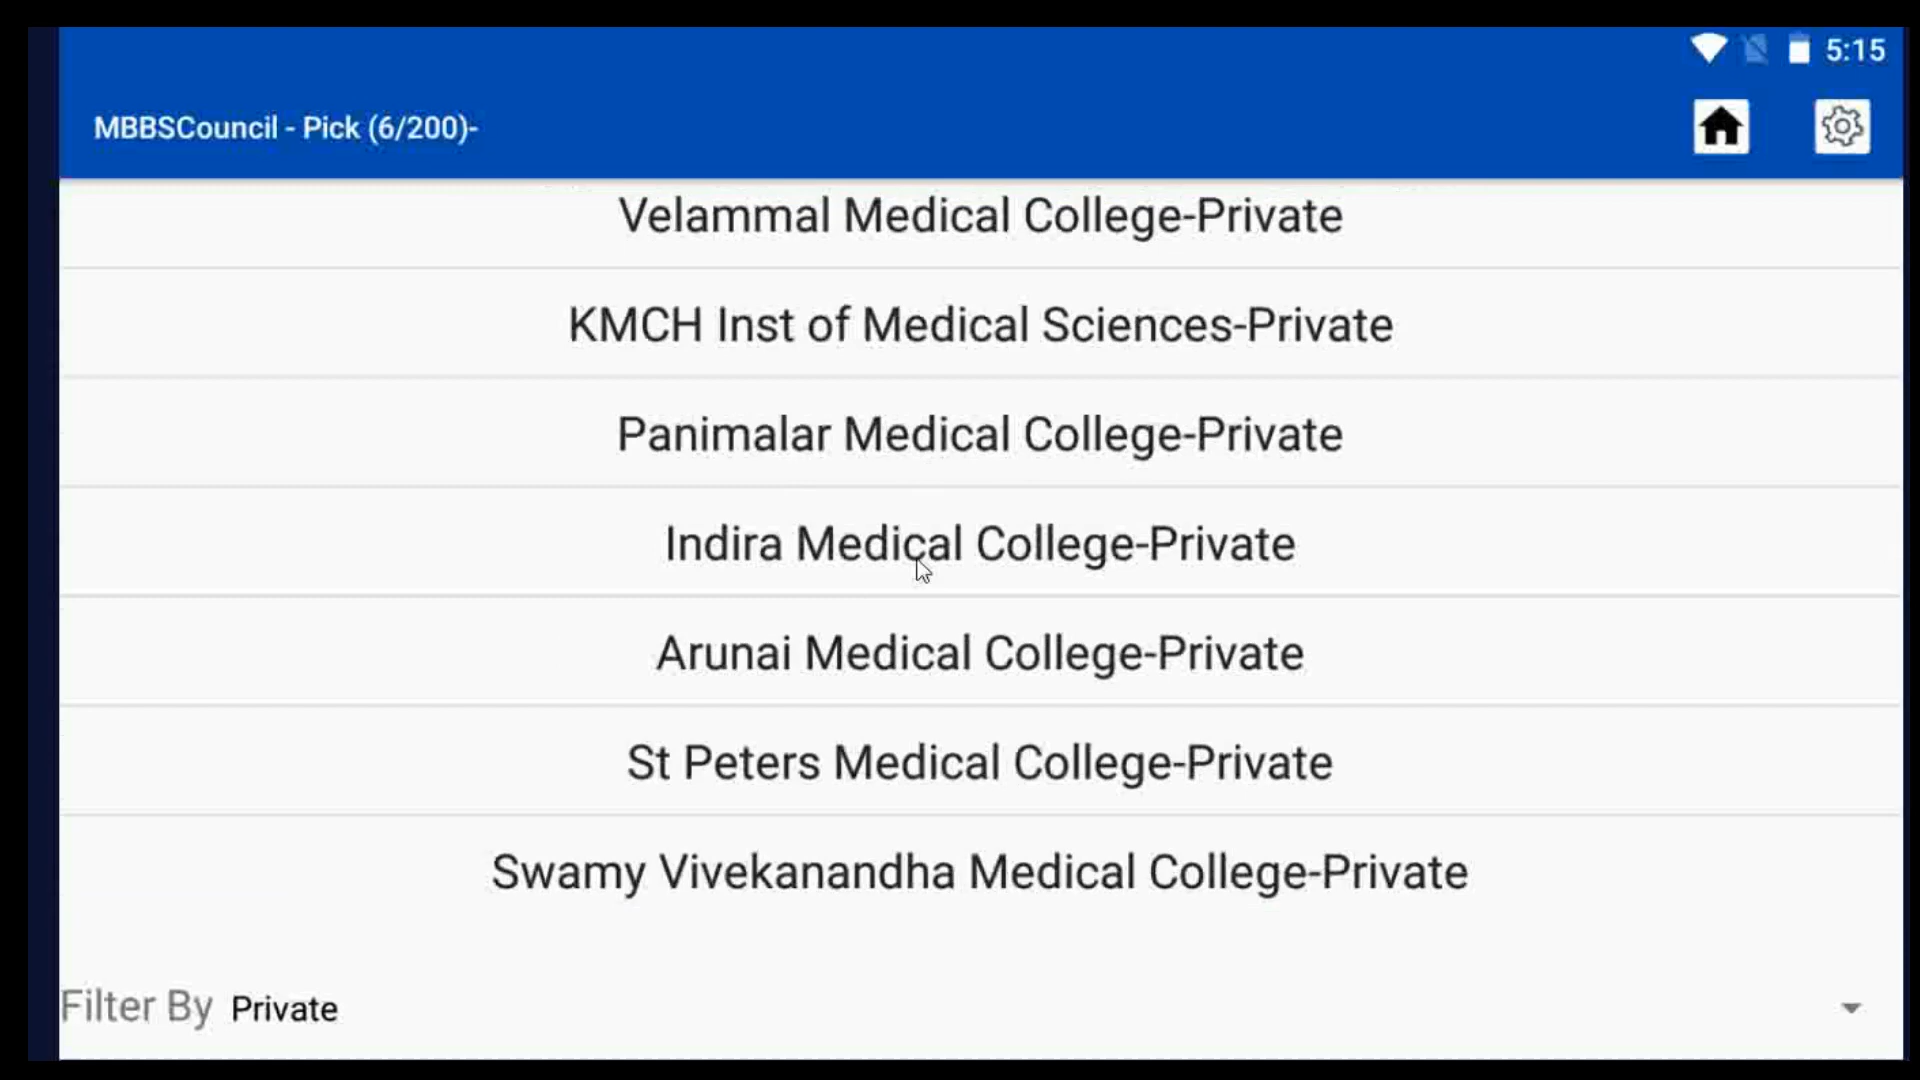 5:15
MBBSCouncil - Pick (6/200)-
Velammal Medical College-Private
KMCH Inst of Medical Sciences-Private
Panimalar Medical College-Private
Indira Medical College-Private
Arunai Medical College-Private
St Peters Medical College-Private
Swamy Vivekanandha Medical College-Private
Filter By Private